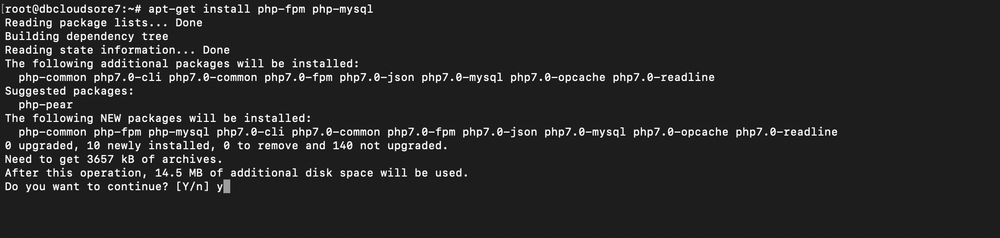 [root@dbcloudsore7:~# apt-get install php-fpm php-mysql
Reading package lists... Done
Building dependency tree
Reading state information... Done
The following additional packages will be installed:
  php-common php7.0-cli php7.0-common php7.0-fpm php7.0-json php7.0-mysql php7.0-opcache php7.0-readline
Suggested packages:
  php-pear
The following NEW packages will be installed:
  php-common php-fpm php-mysql php7.0-cli php7.0-common php7.0-fpm php7.0-json php7.0-mysql php7.0-opcache php7.0-readline
0 upgraded, 10 newly installed, 0 to remove and 140 not upgraded.
Need to get 3657 kB of archives.
After this operation, 14.5 MB of additional disk space will be used.
Do you want to continue? [Y/n] y